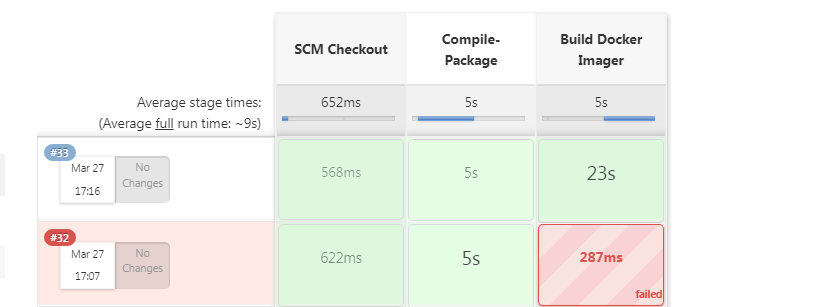 SCM Checkout
Compile-
Package
Build Docker
Imager
Average stage times:
(Average full run time: ~9s)
652ms
5s
5s
#33
Mar 27
17:16
No
Changes
568ms
5s
23s
#32
Mar 27
17:07
No
Changes
622ms
5s
287ms
failed